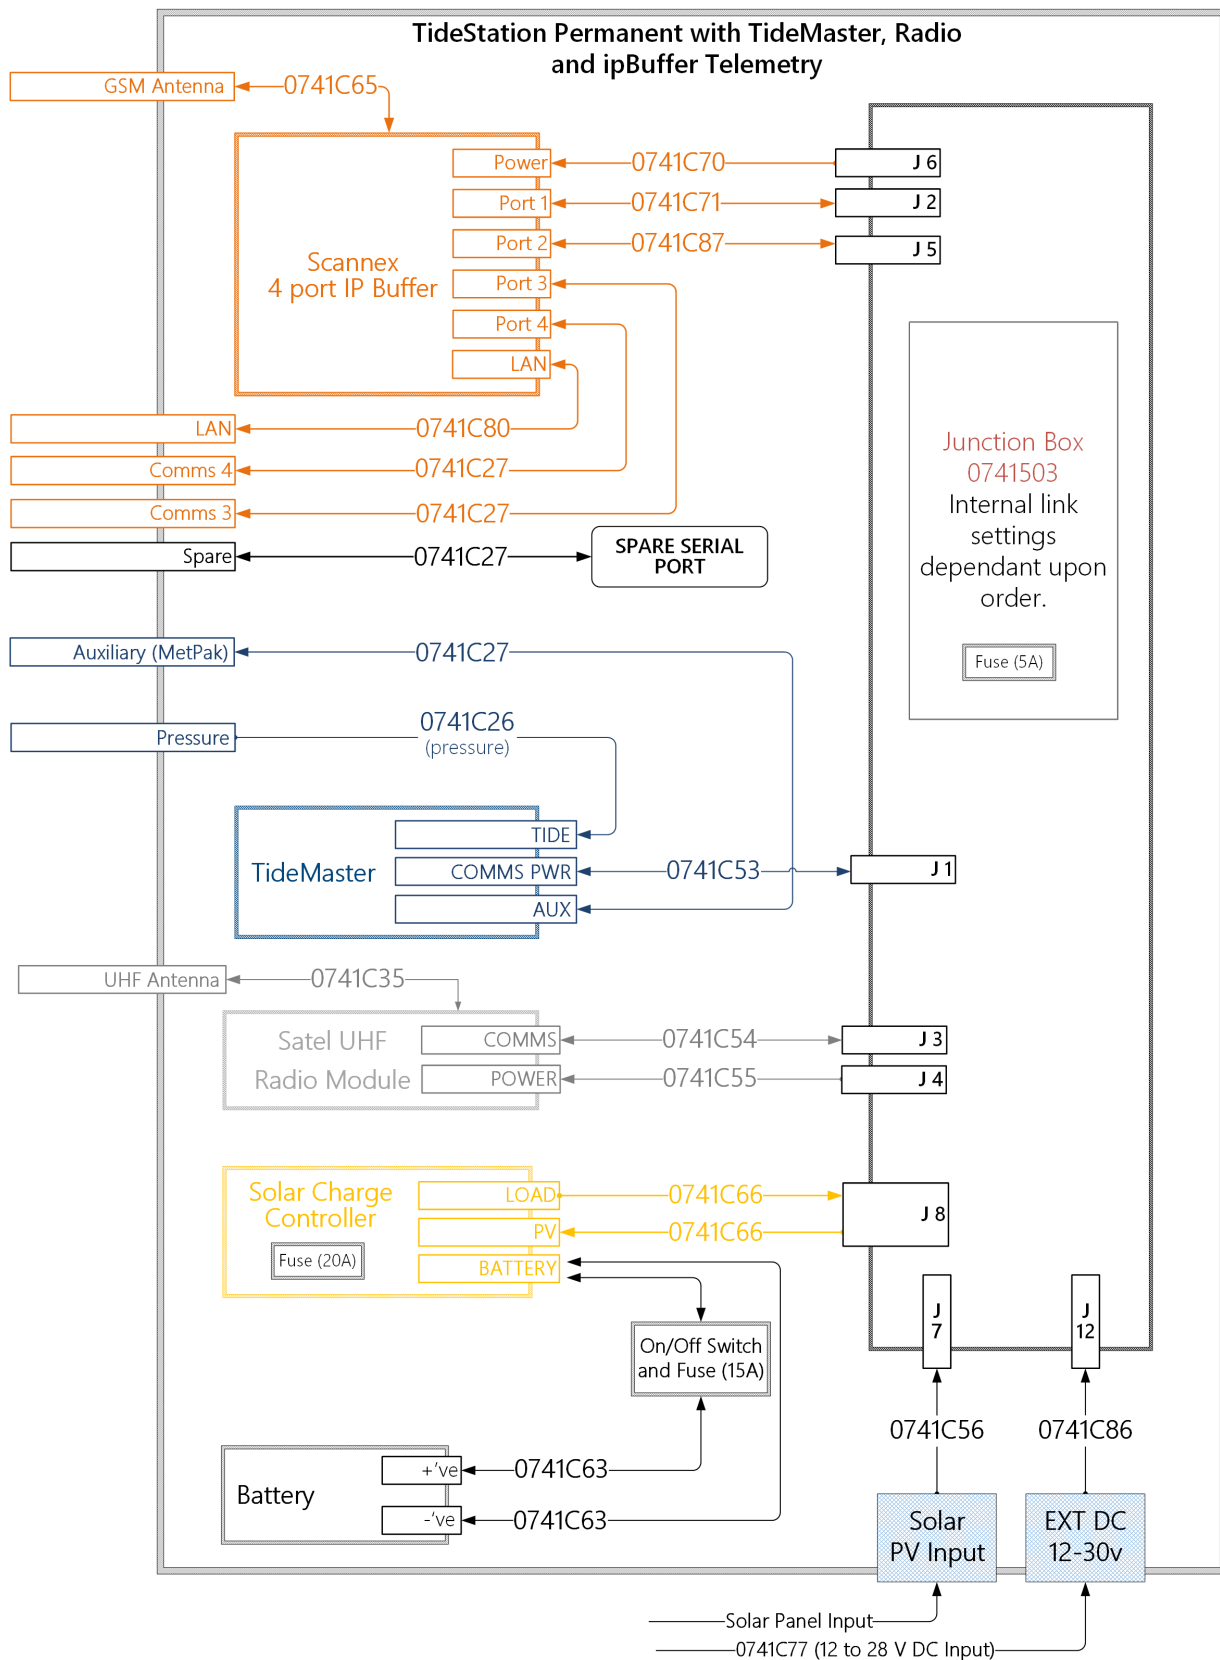 TideStation Permanent with TideMaster, Radio
and ipBuffer Telemetry
GSM Antenna
0741C65
Power
0741C70
J 6
Port 1
0741C71
J 2
Port 2
0741C87
J 5
Scannex
4 port IP Buffer
Port 3
Port 4
LAN
LAN
0741C80
Comms 4
0741C27
Comms 3
0741C27
Spare
0741C27
SPARE SERIAL
PORT
Junction Box
0741503
Internal link
settings
dependant upon
order.
Fuse (5A)
Auxiliary (MetPak)
0741C27
Pressure
0741C26
(pressure)
TideMaster
TIDE
COMMS PWR
0741C53
J 1
AUX
UHF Antenna
0741C35
Satel UHF
Radio Module
COMMS
0741C54
J 3
POWER
0741C55
J 4
Solar Charge
Controller
Fuse (20A)
LOAD
0741C66
PV
0741C66
J 8
BATTERY
J
7
J
12
On/Off Switch
and Fuse (15A)
0741C56
0741C86
Battery
+'ve
0741C63
-'ve
0741C63
Solar
PV Input
EXT DC
12-30v
Solar Panel Input
0741C77 (12 to 28 V DC Input)